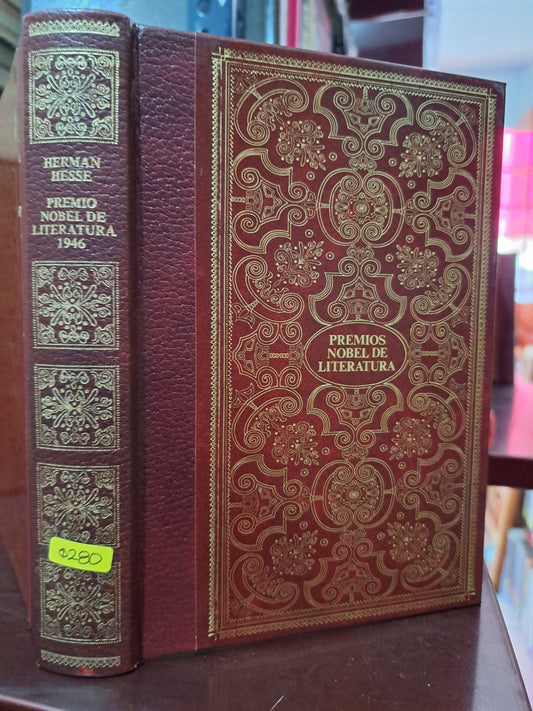 HERMAN
HESSE
PREMIO
NOBEL DE
LITERATURA
1946
PREMIOS
NOBEL DE
LITERATURA
$280